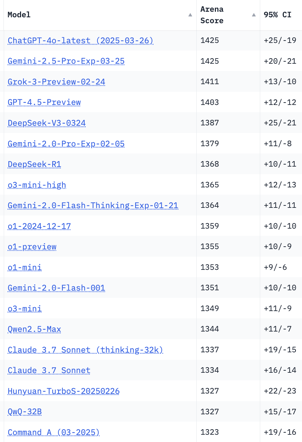 Model Arena Score 95% CI
ChatGPT-4o-latest (2025-03-26) 1425 +25/-19
Gemini-2.5-Pro-Exp-03-25 1425 +20/-21
Grok-3-Preview-02-24 1411 +13/-10
GPT-4.5-Preview 1403 +12/-12
DeepSeek-V3-0324 1387 +25/-21
Gemini-2.0-Pro-Exp-02-05 1379 +11/-8
DeepSeek-R1 1368 +10/-11
o3-mini-high 1365 +12/-13
Gemini-2.0-Flash-Thinking-Exp-01-21 1364 +11/-11
o1-2024-12-17 1359 +10/-10
o1-preview 1355 +10/-9
o1-mini 1353 +9/-6
Gemini-2.0-Flash-001 1351 +10/-10
o3-mini 1349 +11/-9
Qwen2.5-Max 1344 +11/-7
Claude 3.7 Sonnet (thinking-32k) 1337 +19/-15
Claude 3.7 Sonnet 1334 +16/-14
Hunyuan-TurboS-20250226 1327 +22/-23
QwQ-32B 1327 +15/-17
Command A (03-2025) 1323 +19/-16